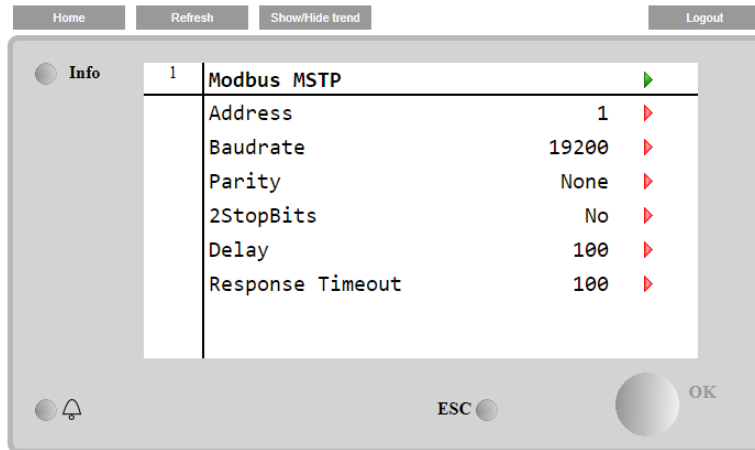 Home Refresh Show/Hide trend Logout
Info
1 Modbus MSTP
Address 1
Baudrate 19200
Parity None
2StopBits No
Delay 100
Response Timeout 100
ESC OK